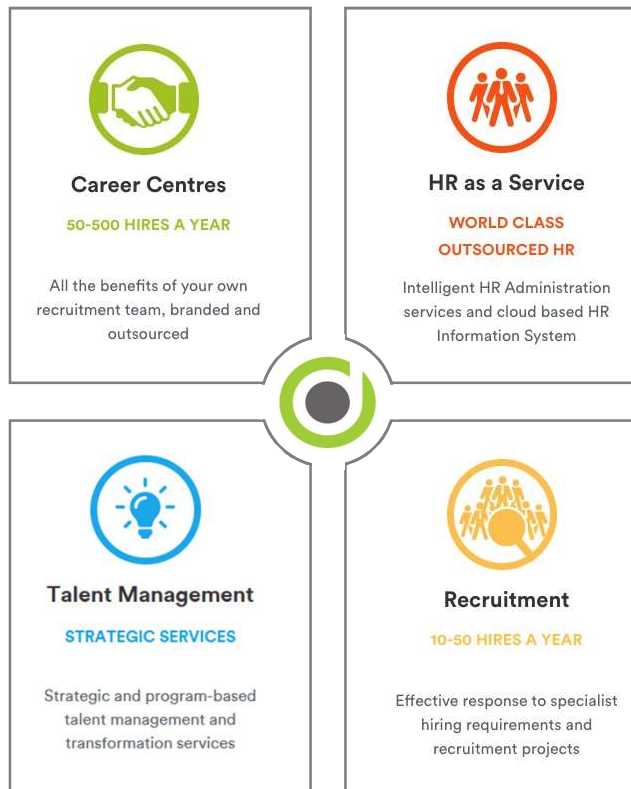 Career Centres
50-500 HIRES A YEAR
All the benefits of your own
recruitment team, branded and
outsourced
HR as a Service
WORLD CLASS
OUTSOURCED HR
Intelligent HR Administration
services and cloud based HR
Information System
Talent Management
STRATEGIC SERVICES
Strategic and program-based
talent management and
transformation services
Recruitment
10-50 HIRES A YEAR
Effective response to specialist
hiring requirements and
recruitment projects